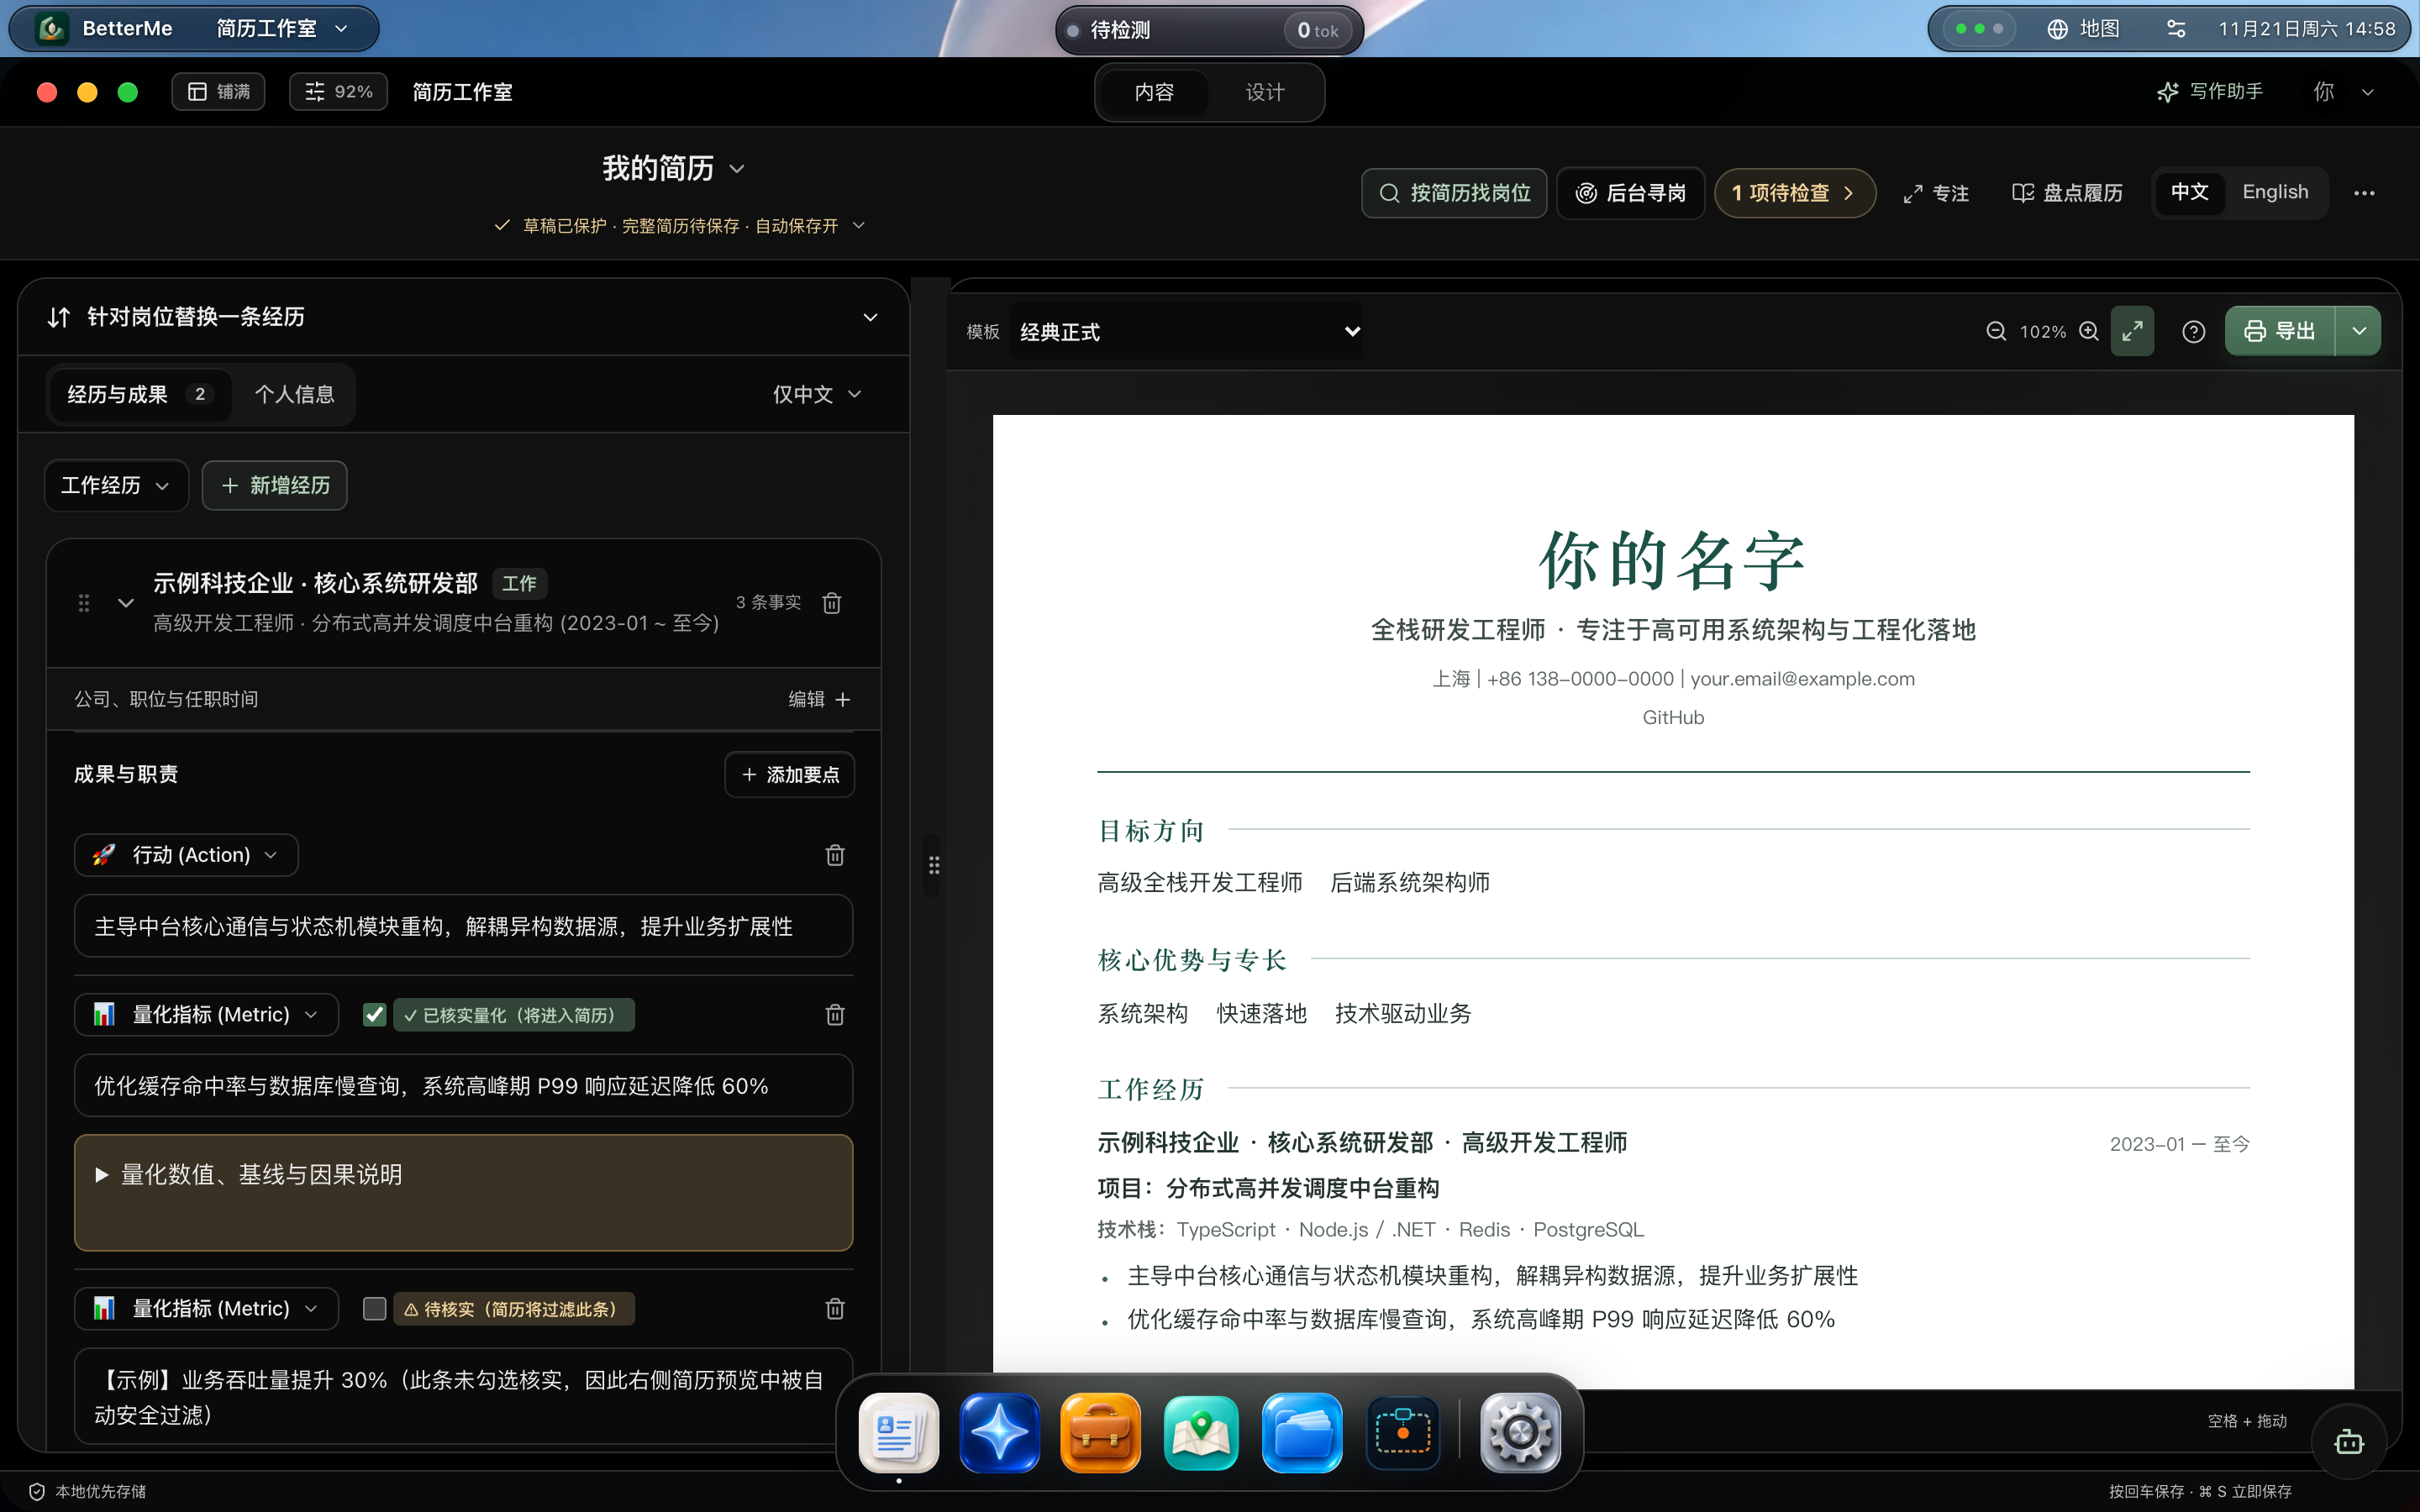 BetterMe 简历工作室
待检测 0 tok
地图 11月21日周六 14:58
铺满 92% 简历工作室
内容 设计
写作助手 你
我的简历
草稿已保护 · 完整简历待保存 · 自动保存开
按简历找岗位 后台寻岗 1 项待检查 专注 盘点履历 中文 English
针对岗位替换一条经历
经历与成果 2 个人信息 仅中文
工作经历 + 新增经历
示例科技企业 · 核心系统研发部 工作
高级开发工程师 · 分布式高并发调度中台重构 (2023-01 ~ 至今)
3 条事实
公司、职位与任职时间 编辑 +
成果与职责 + 添加要点
行动 (Action)
主导中台核心通信与状态机模块重构，解耦异构数据源，提升业务扩展性
量化指标 (Metric) ✓ 已核实量化（将进入简历）
优化缓存命中率与数据库慢查询，系统高峰期 P99 响应延迟降低 60%
▶ 量化数值、基线与因果说明
量化指标 (Metric) ⚠ 待核实（简历将过滤此条）
【示例】业务吞吐量提升 30%（此条未勾选核实，因此右侧简历预览中被自
动安全过滤）
模板 经典正式 102% 导出
你的名字
全栈研发工程师 · 专注于高可用系统架构与工程化落地
上海 | +86 138-0000-0000 | your.email@example.com
GitHub
目标方向
高级全栈开发工程师 后端系统架构师
核心优势与专长
系统架构 快速落地 技术驱动业务
工作经历
示例科技企业 · 核心系统研发部 · 高级开发工程师 2023-01 — 至今
项目：分布式高并发调度中台重构
技术栈：TypeScript · Node.js / .NET · Redis · PostgreSQL
• 主导中台核心通信与状态机模块重构，解耦异构数据源，提升业务扩展性
• 优化缓存命中率与数据库慢查询，系统高峰期 P99 响应延迟降低 60%
空格 + 拖动
本地优先存储
按回车保存 · ⌘ S 立即保存